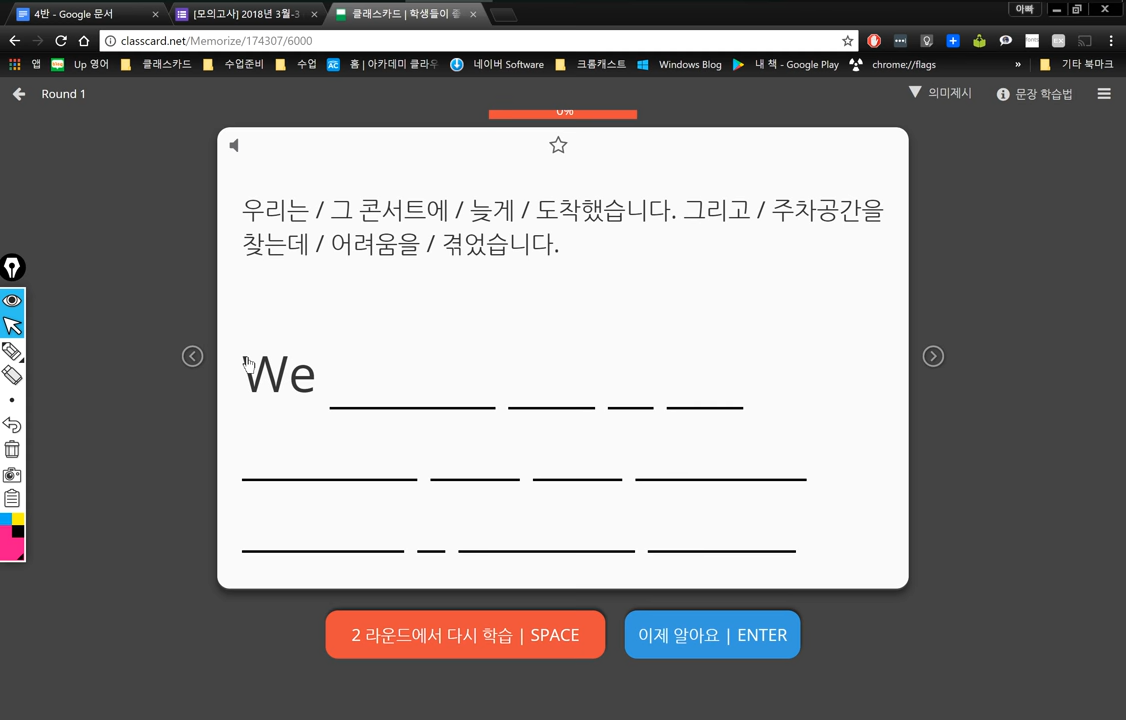 4반 - Google 문서
[모의고사] 2018년 3월-3
클래스카드 | 학생들이 좋
아빠
classcard.net/Memorize/174307/6000
앱
Up 영어
클래스카드
수업준비
수업
홈 | 아카데미 클라우
네이버 Software
크롬캐스트
Windows Blog
내 책 - Google Play
chrome://flags
»
기타 북마크
Round 1
의미제시
문장 학습법
0%
우리는 / 그 콘서트에 / 늦게 / 도착했습니다. 그리고 / 주차공간을
찾는데 / 어려움을 / 겪었습니다.
We
2 라운드에서 다시 학습 | SPACE
이제 알아요 | ENTER